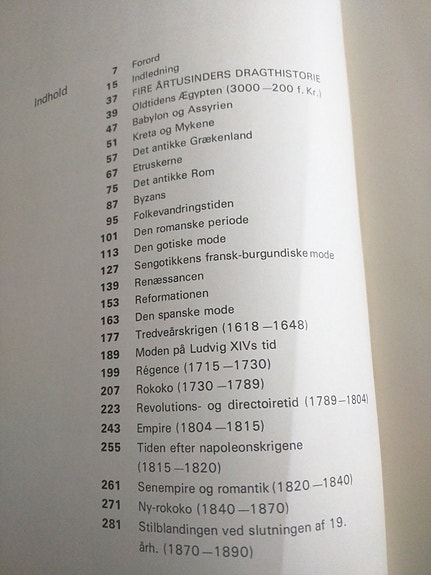 Indhold
7 Forord
15 Indledning
37 FIRE ÅRTUSINDERS DRAGTHISTORIE
39 Oldtidens Ægypten (3000—200 f. Kr.)
47 Babylon og Assyrien
51 Kreta og Mykene
57 Det antikke Grækenland
67 Etruskerne
75 Det antikke Rom
87 Byzans
95 Folkevandringstiden
101 Den romanske periode
113 Den gotiske mode
127 Sengotikkens fransk-burgundiske mode
139 Renæssancen
153 Reformationen
163 Den spanske mode
177 Tredveårskrigen (1618—1648)
189 Moden på Ludvig XIVs tid
199 Régence (1715—1730)
207 Rokoko (1730—1789)
223 Revolutions- og directoiretid (1789—1804)
243 Empire (1804—1815)
255 Tiden efter napoleonskrigene
(1815—1820)
261 Senempire og romantik (1820—1840)
271 Ny-rokoko (1840—1870)
281 Stilblandingen ved slutningen af 19.
årh. (1870—1890)